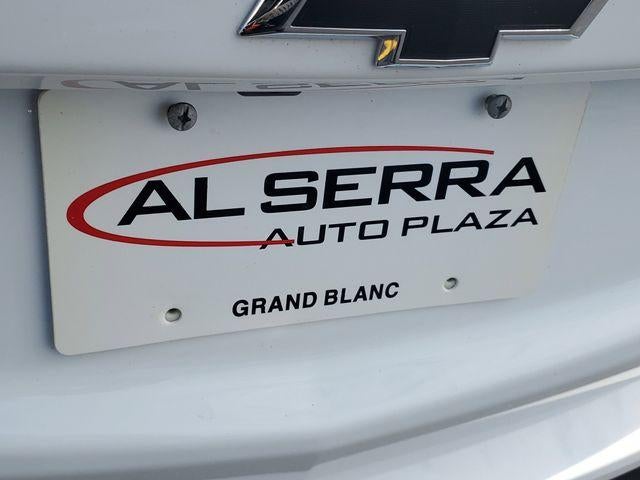 AL SERRA
AUTO PLAZA
GRAND BLANC